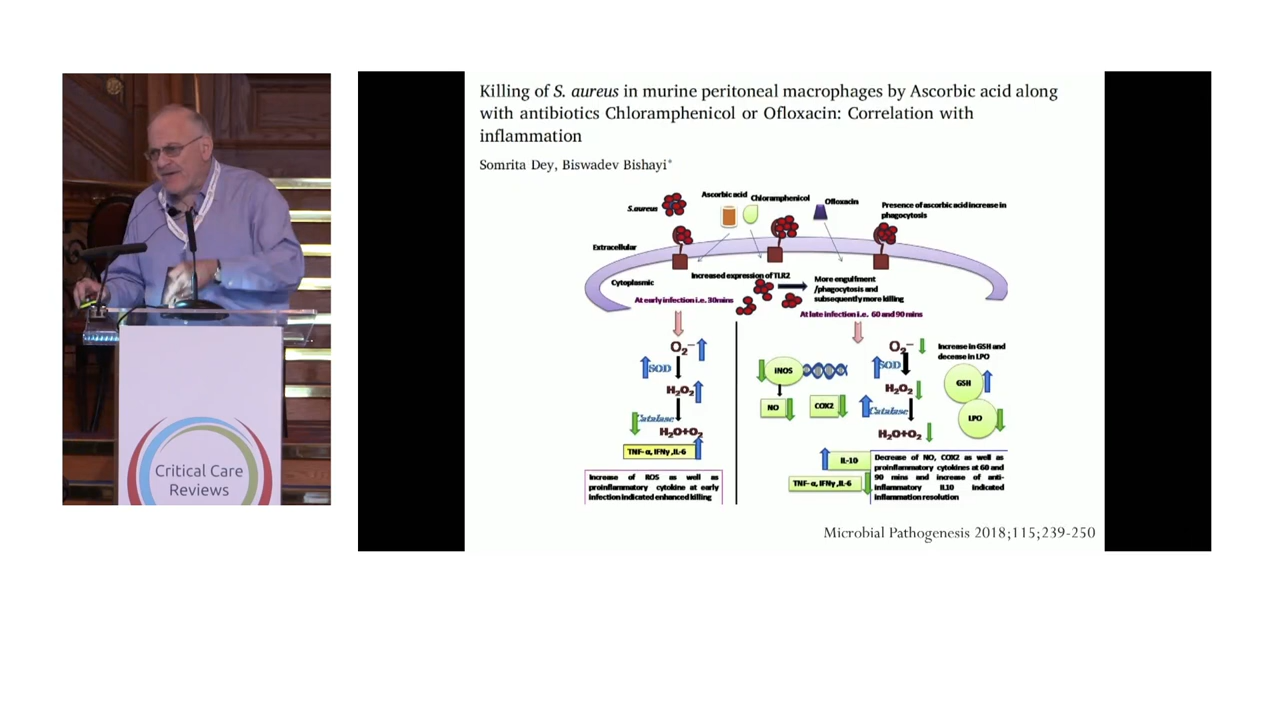 Killing of S. aureus in murine peritoneal macrophages by Ascorbic acid along
with antibiotics Chloramphenicol or Ofloxacin: Correlation with
inflammation
Somrita Dey, Biswadev Bishayi*
S.aureus
Ascorbic acid
Chloramphenicol
Ofloxacin
Presence of ascorbic acid increase in
phagocytosis
Extracellular
Cytoplasmic
Increased expression of TLR2
More engulfment
/phagocytosis and
subsequently more killing
At early infection i.e. 30mins
At late infection i.e. 60 and 90 mins
O2⁻
SOD
H2O2
Catalase
H2O+O2
TNF- α, IFNγ ,IL-6
Increase of ROS as well as
proinflammatory cytokine at early
infection indicated enhanced killing
iNOS
NO
COX2
O2⁻
SOD
H2O2
Catalase
H2O+O2
Increase in GSH and
decease in LPO
GSH
LPO
IL-10
TNF- α, IFNγ ,IL-6
Decrease of NO, COX2 as well as
proinflammatory cytokines at 60 and
90 mins and increase of anti-
inflammatory IL10 indicated
inflammation resolution
Microbial Pathogenesis 2018;115;239-250
Critical Care
Reviews